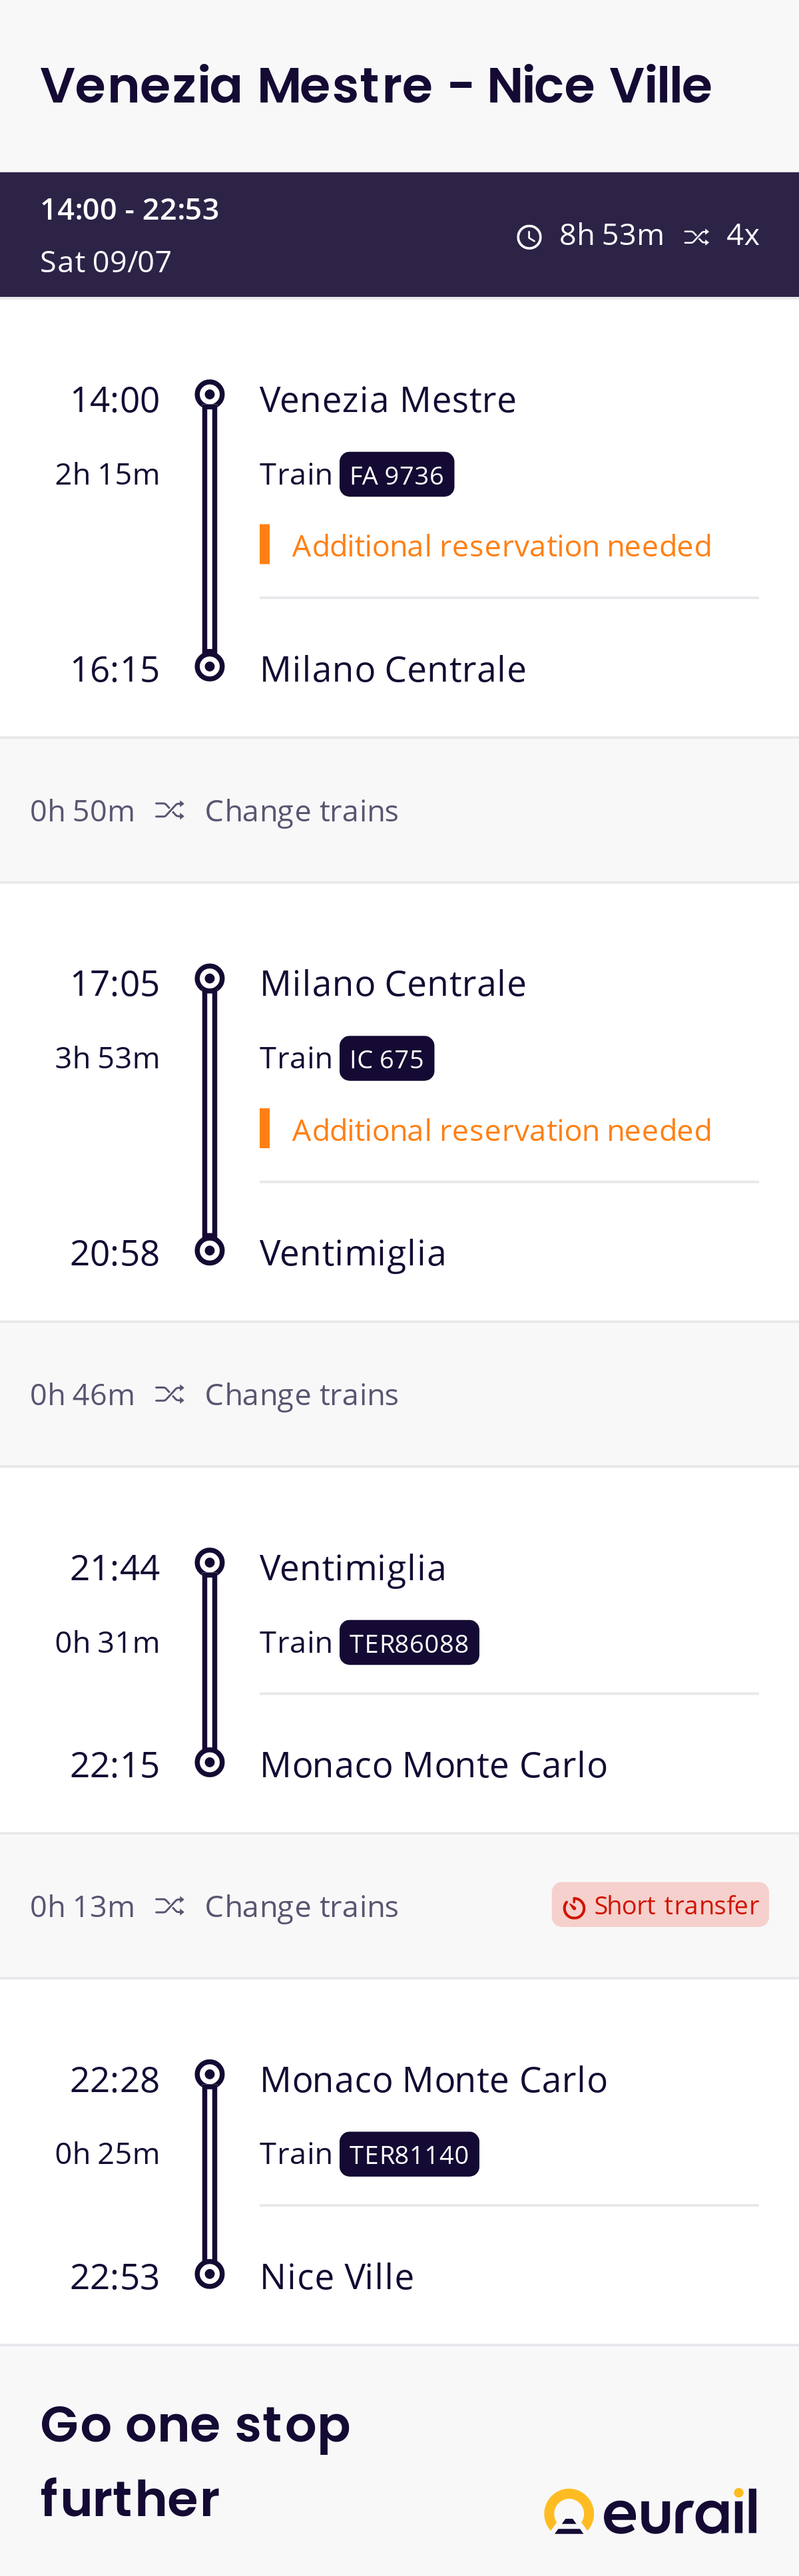 Venezia Mestre - Nice Ville
14:00 - 22:53
Sat 09/07
8h 53m 4x
14:00 Venezia Mestre
2h 15m Train FA 9736
Additional reservation needed
16:15 Milano Centrale
0h 50m Change trains
17:05 Milano Centrale
3h 53m Train IC 675
Additional reservation needed
20:58 Ventimiglia
0h 46m Change trains
21:44 Ventimiglia
0h 31m Train TER86088
22:15 Monaco Monte Carlo
0h 13m Change trains Short transfer
22:28 Monaco Monte Carlo
0h 25m Train TER81140
22:53 Nice Ville
Go one stop
further
eurail